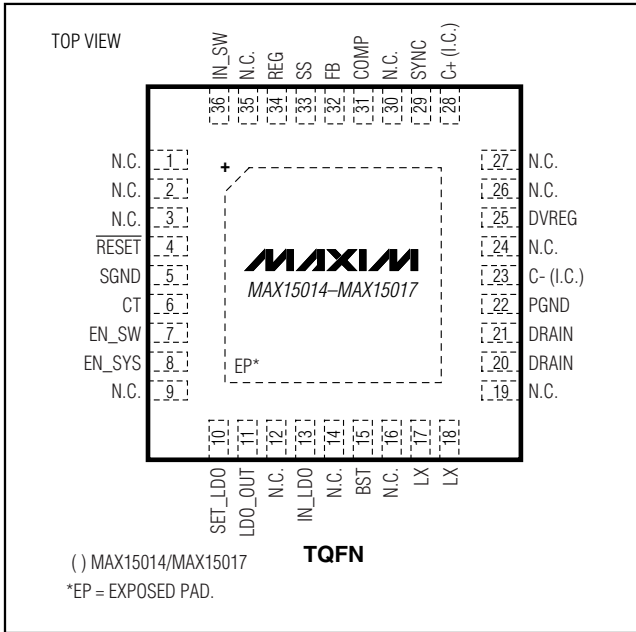 TOP VIEW
IN_SW
N.C.
REG
SS
FB
COMP
N.C.
SYNC
C+ (I.C.)
36
35
34
33
32
31
30
29
28
N.C. 1
N.C. 2
N.C. 3
RESET 4
SGND 5
CT 6
EN_SW 7
EN_SYS 8
N.C. 9
+
MAXIM
MAX15014–MAX15017
EP*
27 N.C.
26 N.C.
25 DVREG
24 N.C.
23 C- (I.C.)
22 PGND
21 DRAIN
20 DRAIN
19 N.C.
10
11
12
13
14
15
16
17
18
SET_LDO
LDO_OUT
N.C.
IN_LDO
N.C.
BST
N.C.
LX
LX
TQFN
( ) MAX15014/MAX15017
*EP = EXPOSED PAD.